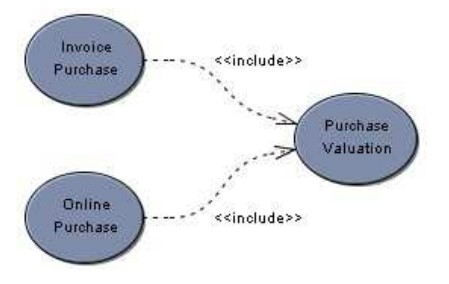 Invoice
Purchase
<<include>>
Purchase
Valuation
Online
Purchase
<<include>>